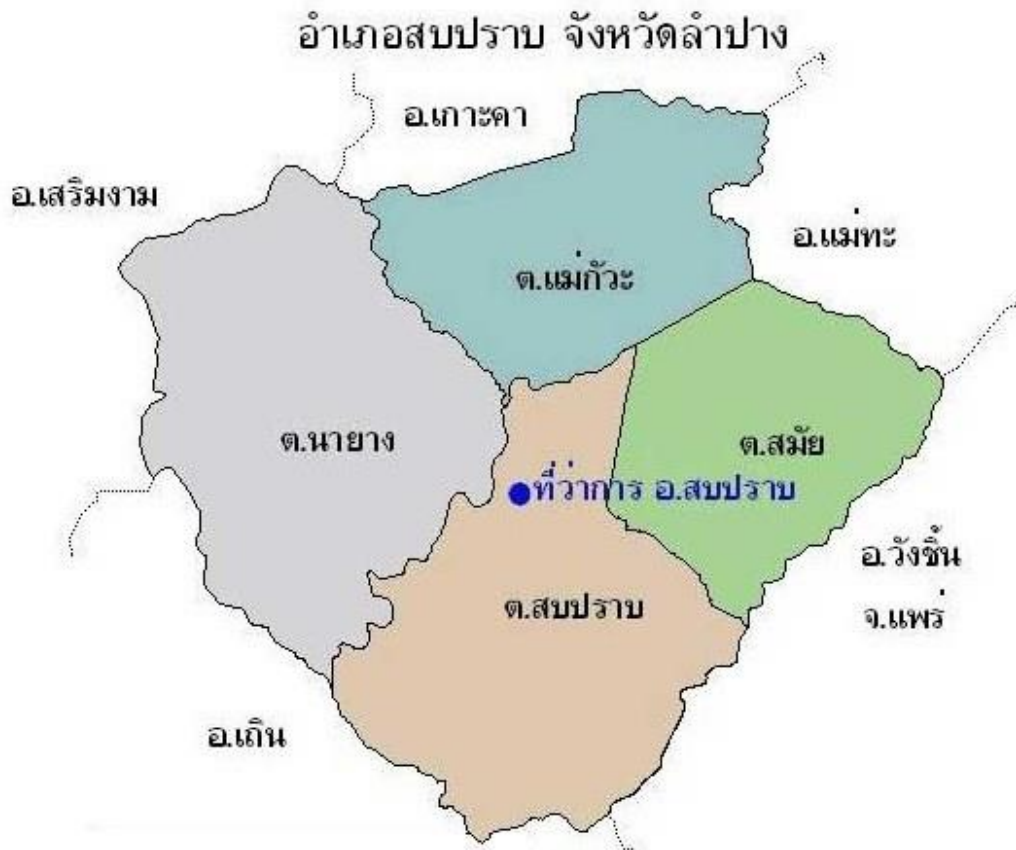 อำเภอสบปราบ จังหวัดลำปาง
อ.เกาะคา
อ.เสริมงาม
อ.แม่ทะ
ต.แม่กัวะ
ต.นายาง
ต.สมัย
ที่ว่าการ อ.สบปราบ
อ.วังชิ้น
จ.แพร่
ต.สบปราบ
อ.เถิน